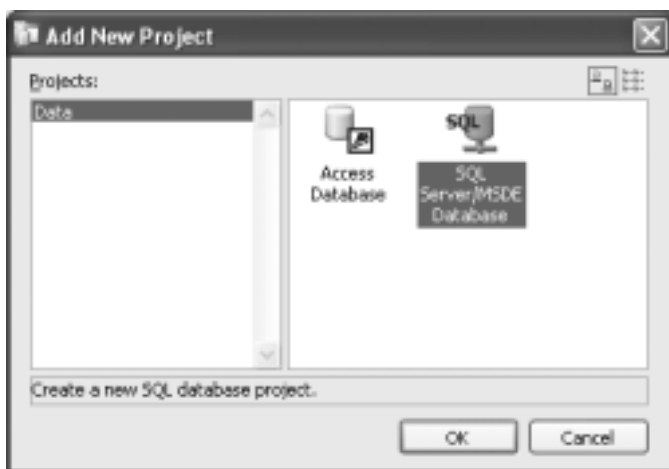 Add New Project
Projects:
Data
Access
Database
SQL
SQL
Server/MSDE
Database
Create a new SQL database project.
OK
Cancel